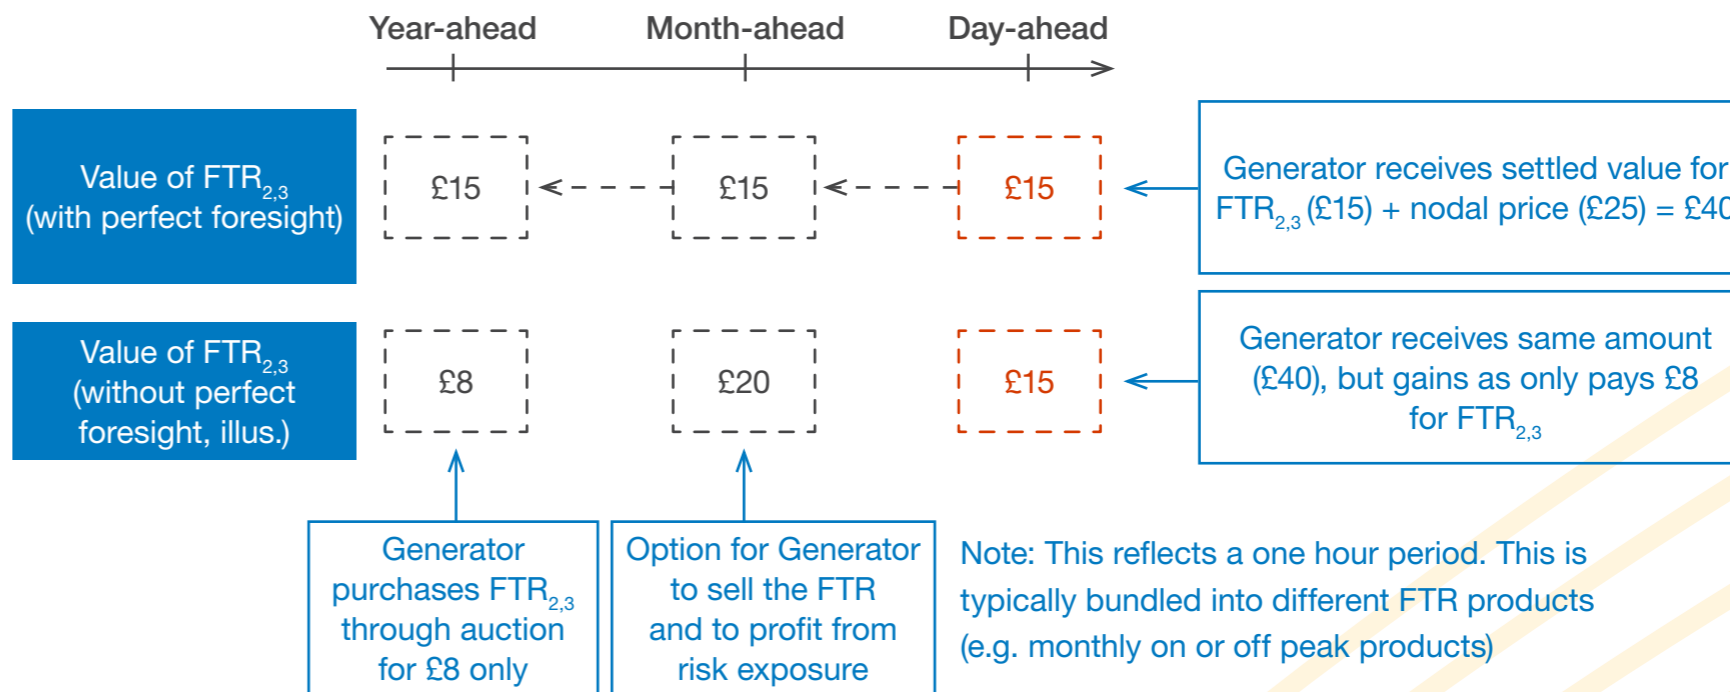 Year-ahead
Month-ahead
Day-ahead
Value of FTR2,3
(with perfect foresight)
£15
£15
£15
Generator receives settled value for
FTR2,3 (£15) + nodal price (£25) = £40
Value of FTR2,3
(without perfect
foresight, illus.)
£8
£20
£15
Generator receives same amount
(£40), but gains as only pays £8
for FTR2,3
Generator
purchases FTR2,3
through auction
for £8 only
Option for Generator
to sell the FTR
and to profit from
risk exposure
Note: This reflects a one hour period. This is
typically bundled into different FTR products
(e.g. monthly on or off peak products)